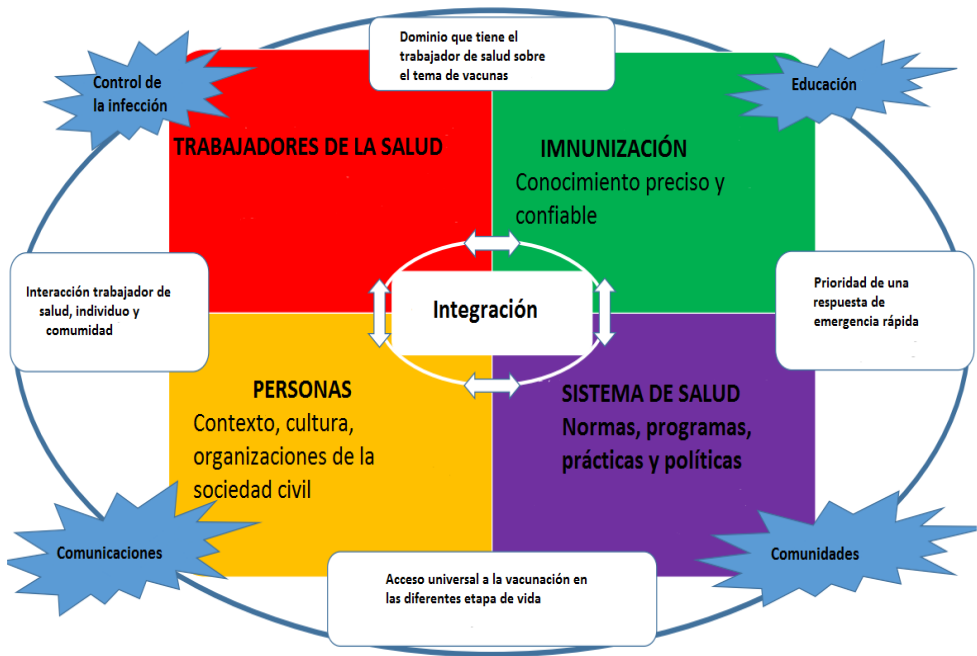 Dominio que tiene el
trabajador de salud sobre
el tema de vacunas
Control de
la infección
Educación
TRABAJADORES DE LA SALUD
IMNUNIZACIÓN
Conocimiento preciso y
confiable
Interacción trabajador de
salud, individuo y
comumidad
Integración
Prioridad de una
respuesta de
emergencia rápida
PERSONAS
Contexto, cultura,
organizaciones de la
sociedad civil
SISTEMA DE SALUD
Normas, programas,
prácticas y políticas
Comunicaciones
Comunidades
Acceso universal a la vacunación en
las diferentes etapa de vida